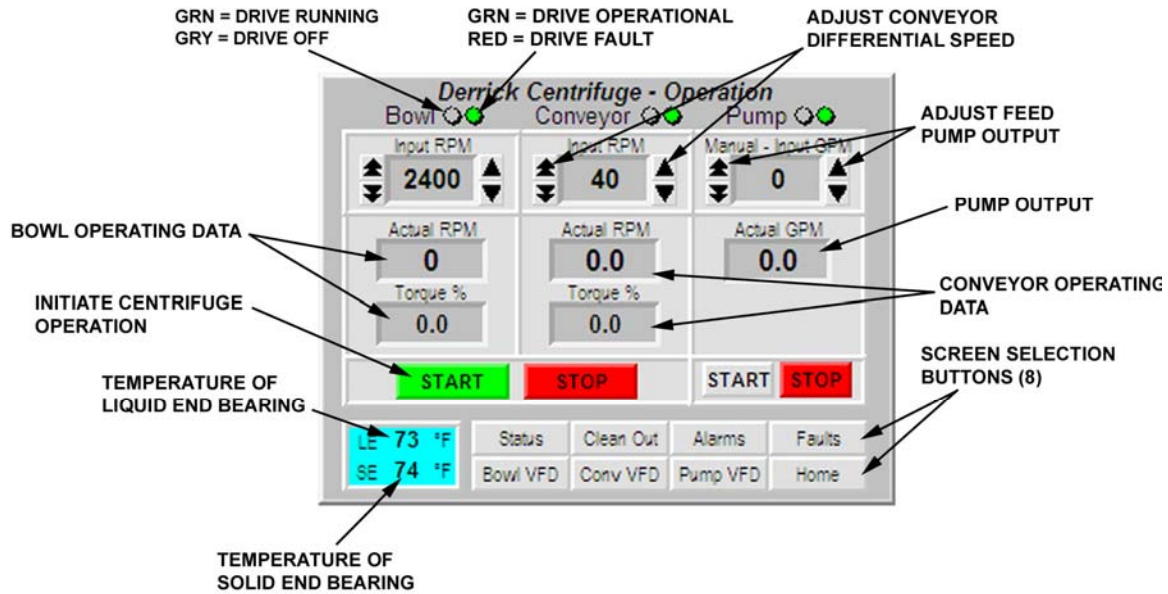 GRN = DRIVE RUNNING
GRY = DRIVE OFF
GRN = DRIVE OPERATIONAL
RED = DRIVE FAULT
ADJUST CONVEYOR
DIFFERENTIAL SPEED
Derrick Centrifuge - Operation
Bowl Conveyor Pump
ADJUST FEED
PUMP OUTPUT
Input RPM Input RPM Manual - Input GPM
2400 40 0
PUMP OUTPUT
BOWL OPERATING DATA
Actual RPM Actual RPM Actual GPM
0 0.0 0.0
Torque % Torque %
0.0 0.0
CONVEYOR OPERATING
DATA
INITIATE CENTRIFUGE
OPERATION
START STOP START STOP
SCREEN SELECTION
BUTTONS (8)
TEMPERATURE OF
LIQUID END BEARING
LE 73 °F
SE 74 °F
Status Clean Out Alarms Faults
Bowl VFD Conv VFD Pump VFD Home
TEMPERATURE OF
SOLID END BEARING